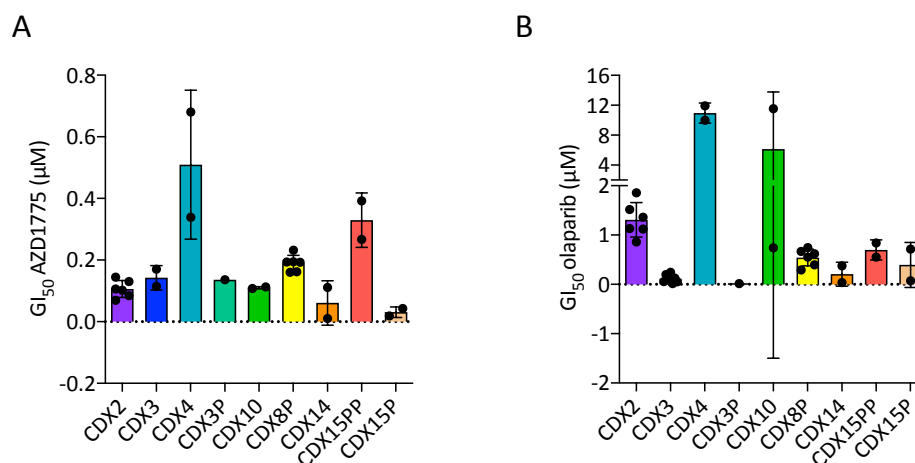 A
B
GI50 AZD1775 (μM)
0.8
0.6
0.4
0.2
0.0
-0.2
CDX2
CDX3
CDX4
CDX3P
CDX10
CDX8P
CDX14
CDX15PP
CDX15P
GI50 olaparib (μM)
16
12
8
4
2
2
1
0
-1
-2
CDX2
CDX3
CDX4
CDX3P
CDX10
CDX8P
CDX14
CDX15PP
CDX15P